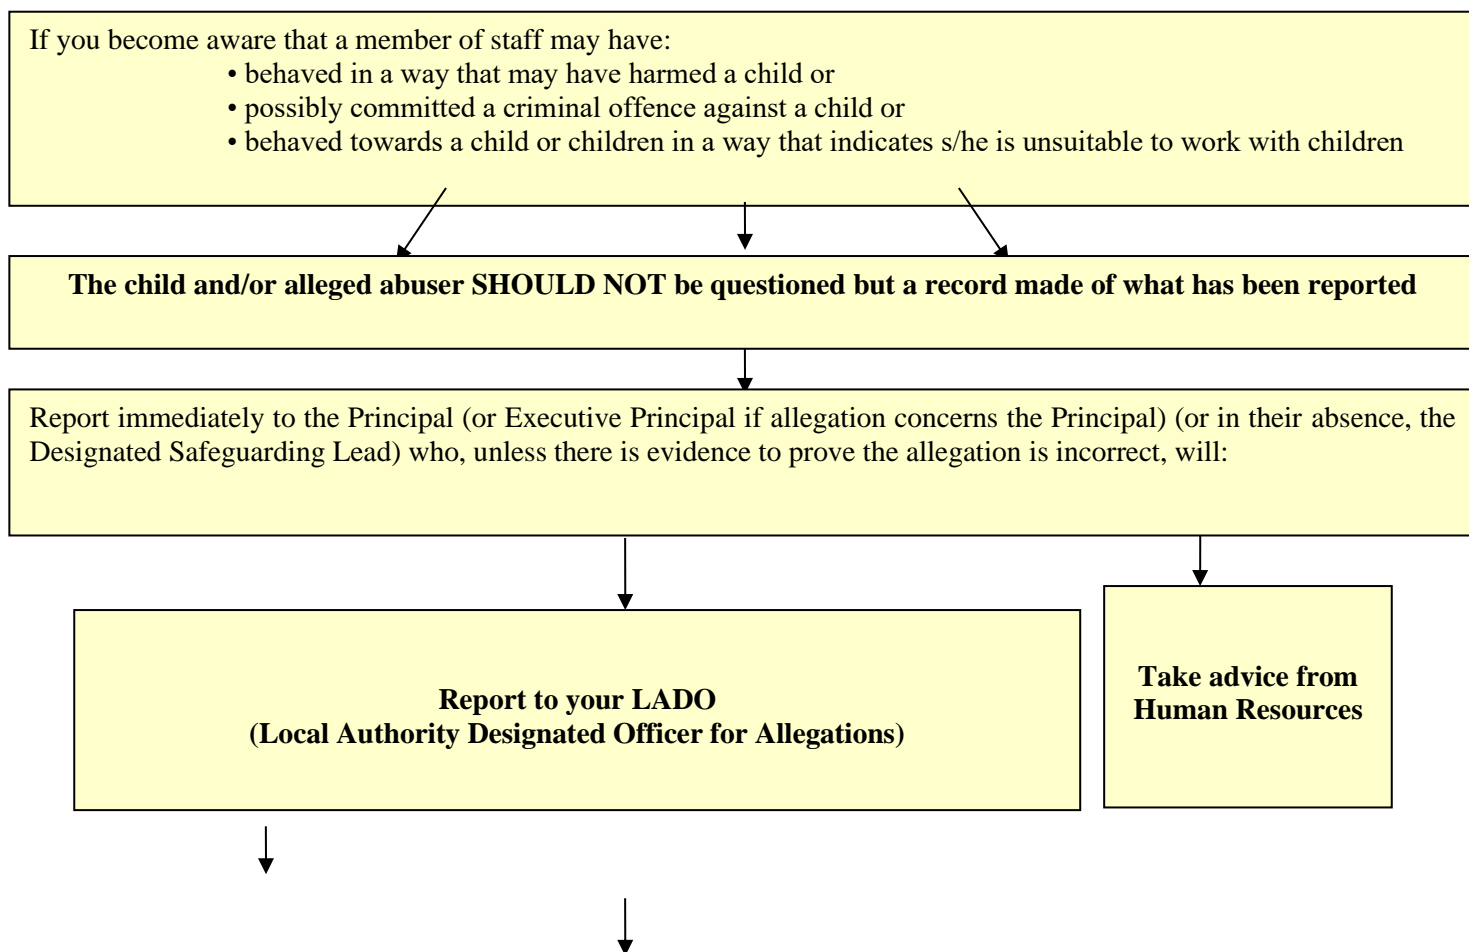 If you become aware that a member of staff may have:
• behaved in a way that may have harmed a child or
• possibly committed a criminal offence against a child or
• behaved towards a child or children in a way that indicates s/he is unsuitable to work with children
The child and/or alleged abuser SHOULD NOT be questioned but a record made of what has been reported
Report immediately to the Principal (or Executive Principal if allegation concerns the Principal) (or in their absence, the
Designated Safeguarding Lead) who, unless there is evidence to prove the allegation is incorrect, will:
Report to your LADO
(Local Authority Designated Officer for Allegations)
Take advice from
Human Resources